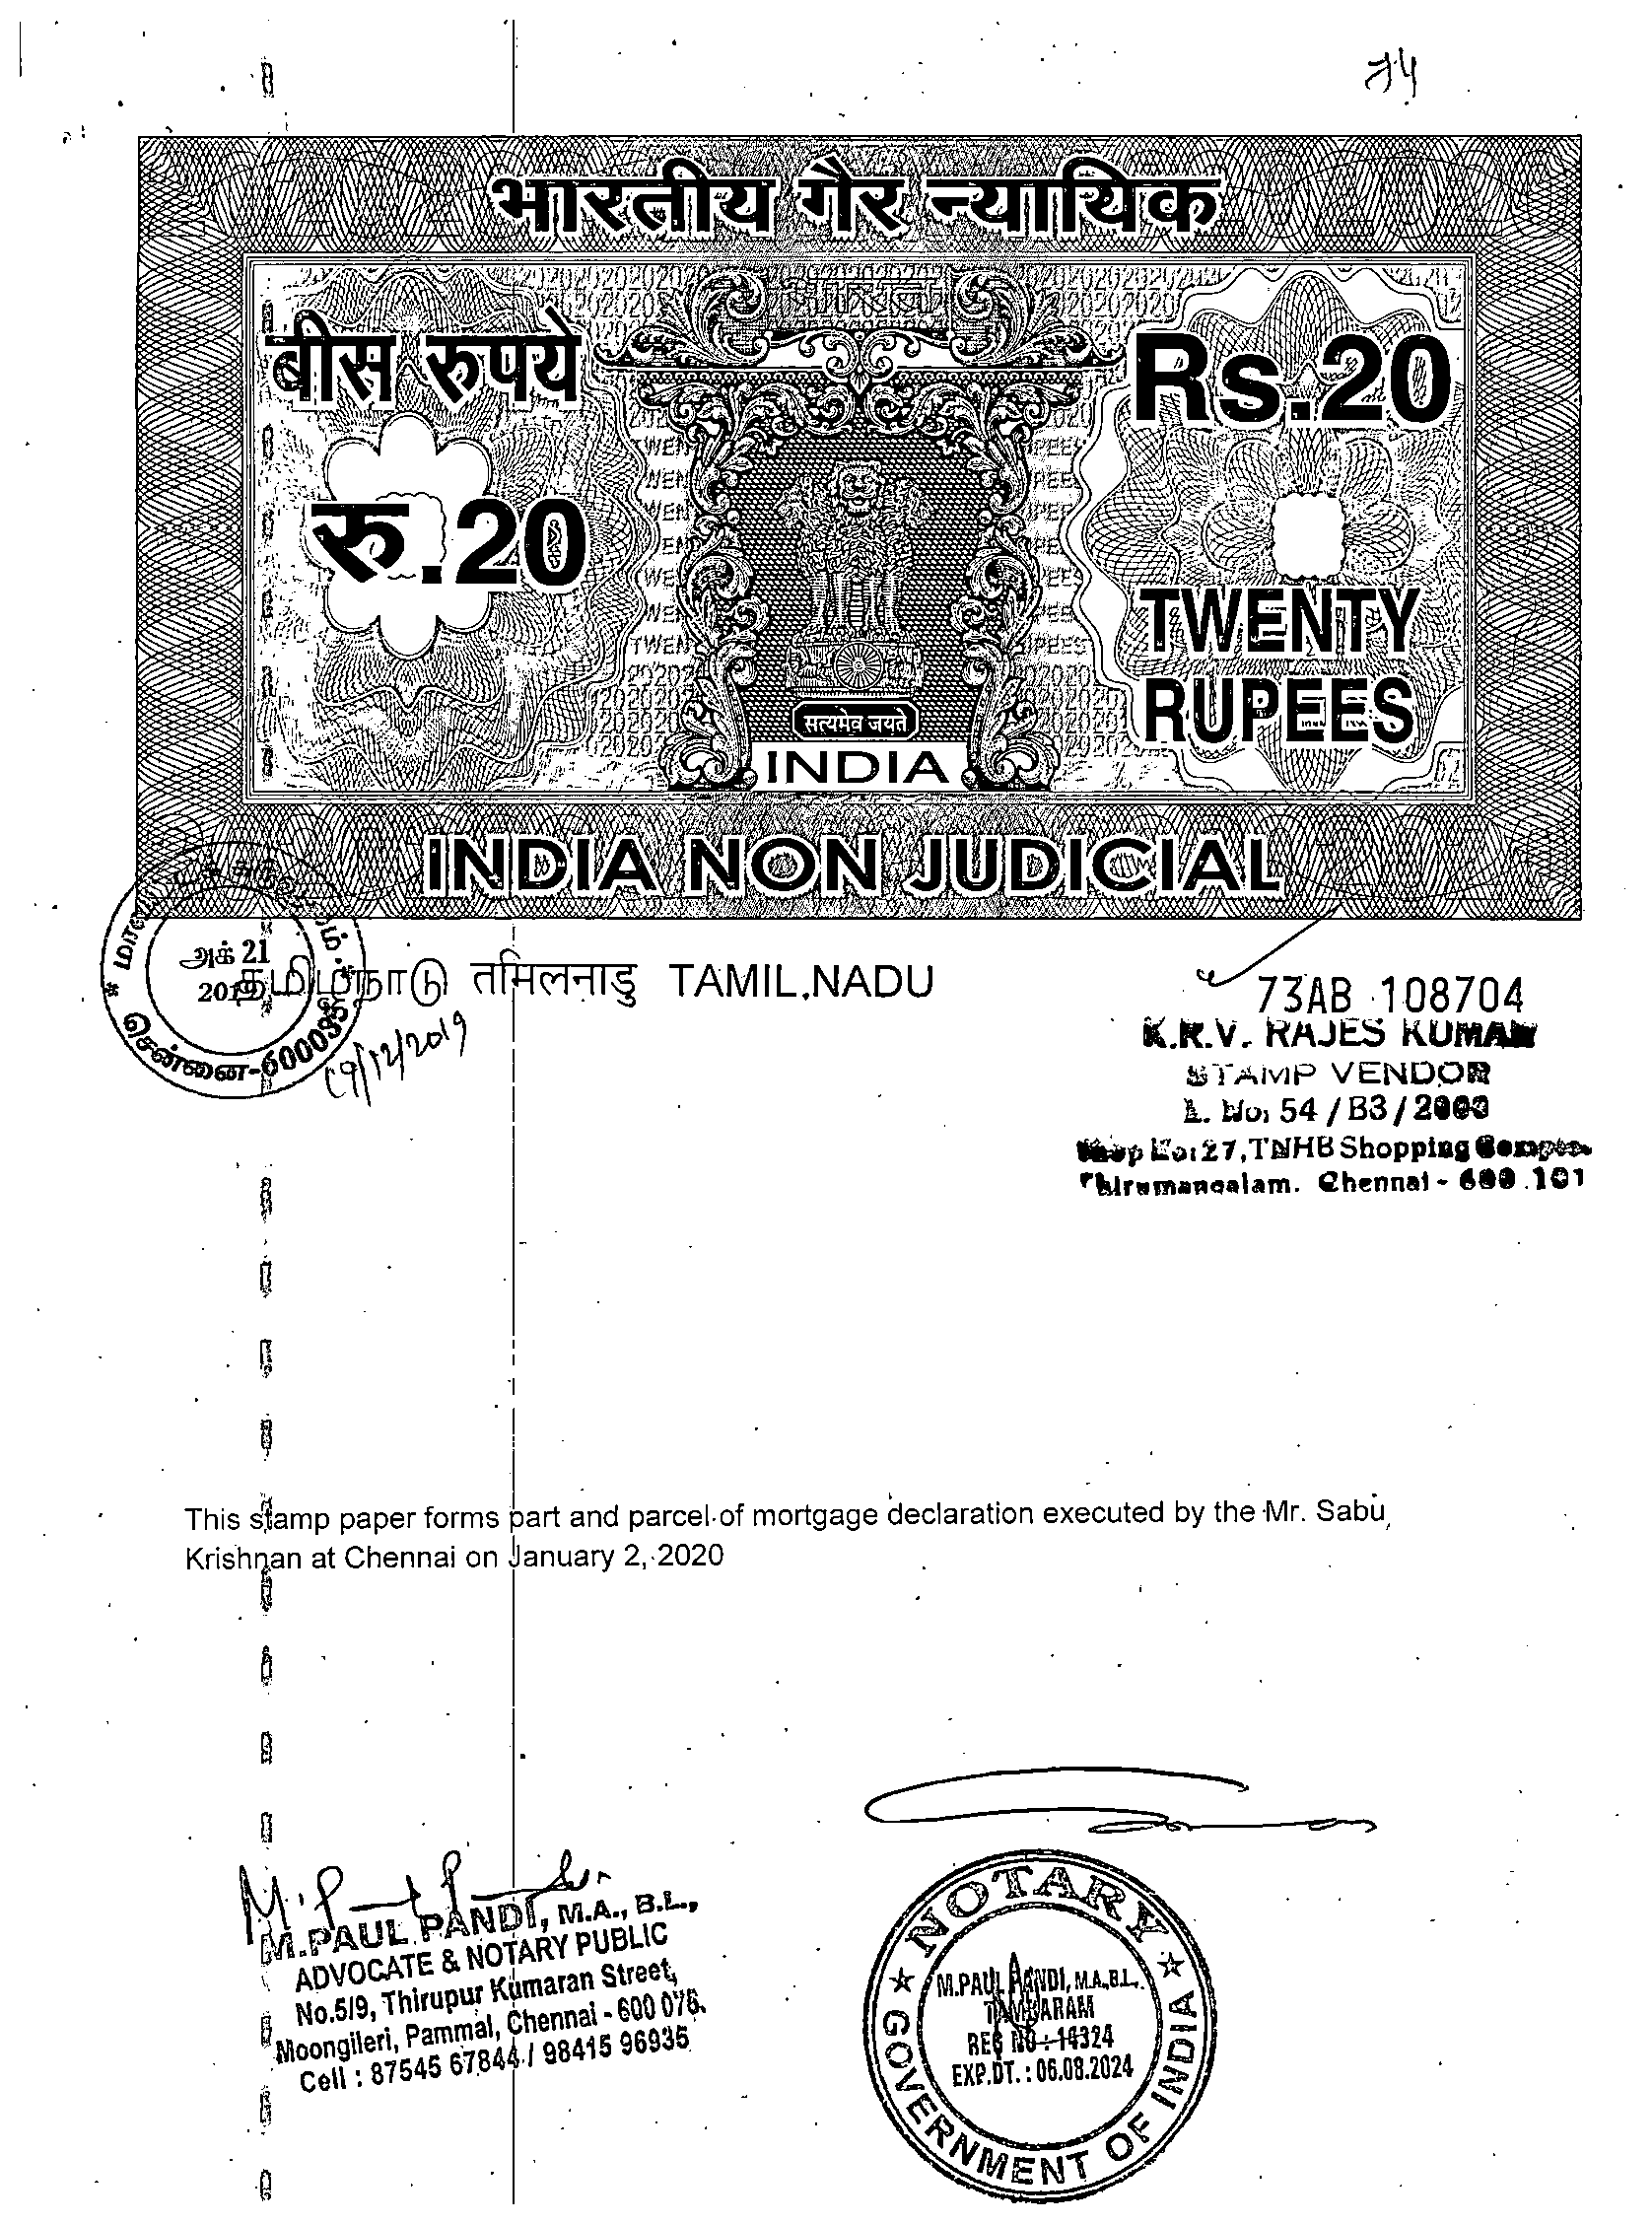 74
भारतीय गैर न्यायिक
बीस रुपये
Rs.20
रु.20
TWENTY
RUPEES
सत्यमेव जयते
INDIA
INDIA NON JUDICIAL
அக் 21
2019
சென்னை-600035
தமிழ்நாடு तमिलनाडु TAMIL NADU
19/12/2019
73AB 108704
K.R.V. RAJES KUMAR
STAMP VENDOR
L. No: 54 / B3 /
Shop No: 27, TNHB Shopping
Thirumangalam. Chennai - 600 101
This stamp paper forms part and parcel of mortgage declaration executed by the Mr. Sabu
Krishnan at Chennai on January 2, 2020
M.PAUL PANDI, M.A., B.L.,
ADVOCATE & NOTARY PUBLIC
No.5/9, Thirupur Kumaran Street,
Moongileri, Pammal, Chennai - 600 075.
Cell : 87545 67844 / 98415 96935
NOTARY
M.PAUL PANDI, M.A.,B.L.
TAMBARAM
REG NO : 14324
EXP.DT. : 06.08.2024
GOVERNMENT OF INDIA